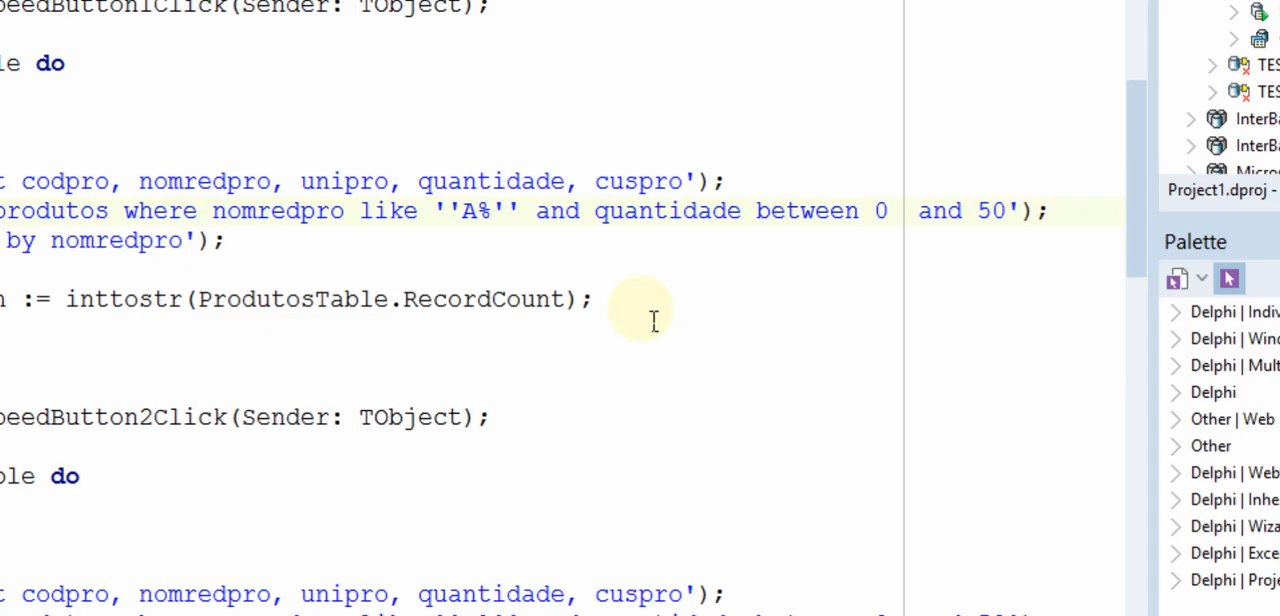 peedButton1Click(Sender: TObject);
le do
t codpro, nomredpro, unipro, quantidade, cuspro');
produtos where nomredpro like ''A%'' and quantidade between 0  and 50');
by nomredpro');
n := inttostr(ProdutosTable.RecordCount);
peedButton2Click(Sender: TObject);
ble do
t codpro, nomredpro, unipro, quantidade, cuspro');
TES
TES
InterBa
InterBa
Micros
Project1.dproj -
Palette
Delphi | Indiv
Delphi | Wind
Delphi | Mult
Delphi
Other | Web
Other
Delphi | Web
Delphi | Inhe
Delphi | Wiza
Delphi | Exce
Delphi | Proje